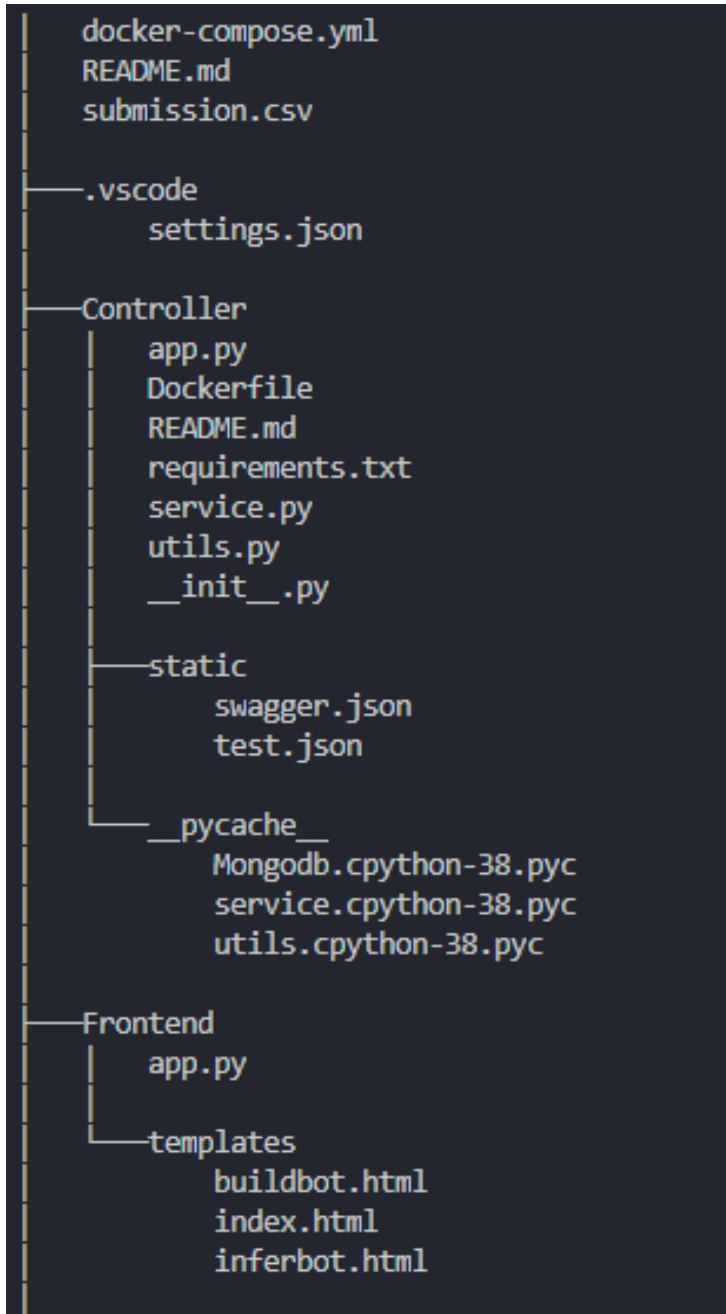 docker-compose.yml
README.md
submission.csv
.vscode
settings.json
Controller
app.py
Dockerfile
README.md
requirements.txt
service.py
utils.py
__init__.py
static
swagger.json
test.json
__pycache__
Mongodb.cpython-38.pyc
service.cpython-38.pyc
utils.cpython-38.pyc
Frontend
app.py
templates
buildbot.html
index.html
inferbot.html